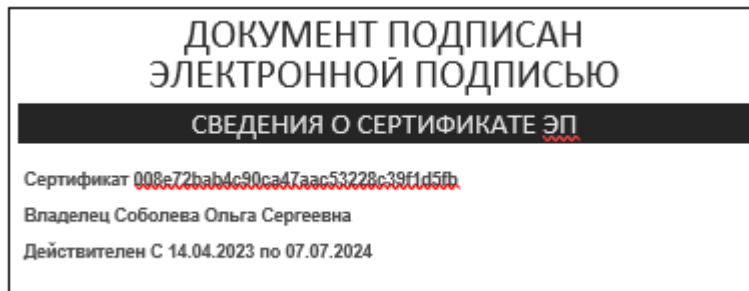 ДОКУМЕНТ ПОДПИСАН
ЭЛЕКТРОННОЙ ПОДПИСЬЮ
СВЕДЕНИЯ О СЕРТИФИКАТЕ ЭП
Сертификат 008e72bab4c90ca47aac53228c39f1d5fb
Владелец Соболева Ольга Сергеевна
Действителен С 14.04.2023 по 07.07.2024